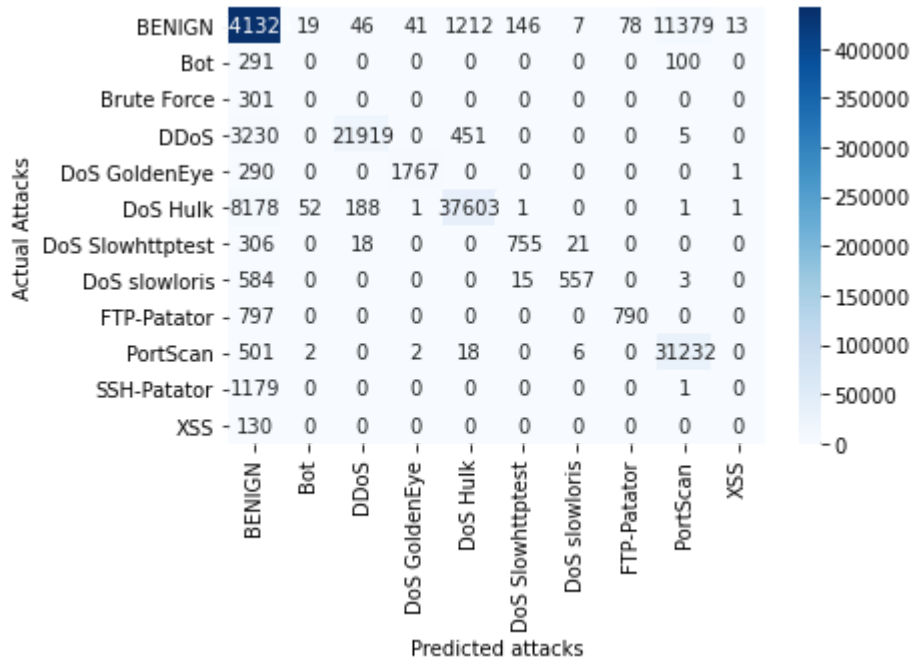 BENIGN 4132 19 46 41 1212 146 7 78 11379 13
Bot 291 0 0 0 0 0 0 0 100 0
Brute Force 301 0 0 0 0 0 0 0 0 0
DDoS 3230 0 21919 0 451 0 0 0 5 0
DoS GoldenEye 290 0 0 1767 0 0 0 0 0 1
DoS Hulk 8178 52 188 1 37603 1 0 0 1 1
DoS Slowhttptest 306 0 18 0 0 755 21 0 0 0
DoS slowloris 584 0 0 0 0 15 557 0 3 0
FTP-Patator 797 0 0 0 0 0 0 790 0 0
PortScan 501 2 0 2 18 0 6 0 31232 0
SSH-Patator 1179 0 0 0 0 0 0 0 1 0
XSS 130 0 0 0 0 0 0 0 0 0
Actual Attacks
BENIGN
Bot
DDoS
DoS GoldenEye
DoS Hulk
DoS Slowhttptest
DoS slowloris
FTP-Patator
PortScan
XSS
Predicted attacks
400000
350000
300000
250000
200000
150000
100000
50000
0